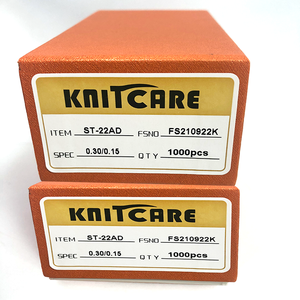 KNITCARE
ITEM ST-22AD FSNO FS210922K
SPEC 0.30/0.15 QTY 1000pcs
KNITCARE
ITEM ST-22AD FSNO FS210922K
SPEC 0.30/0.15 QTY 1000pcs